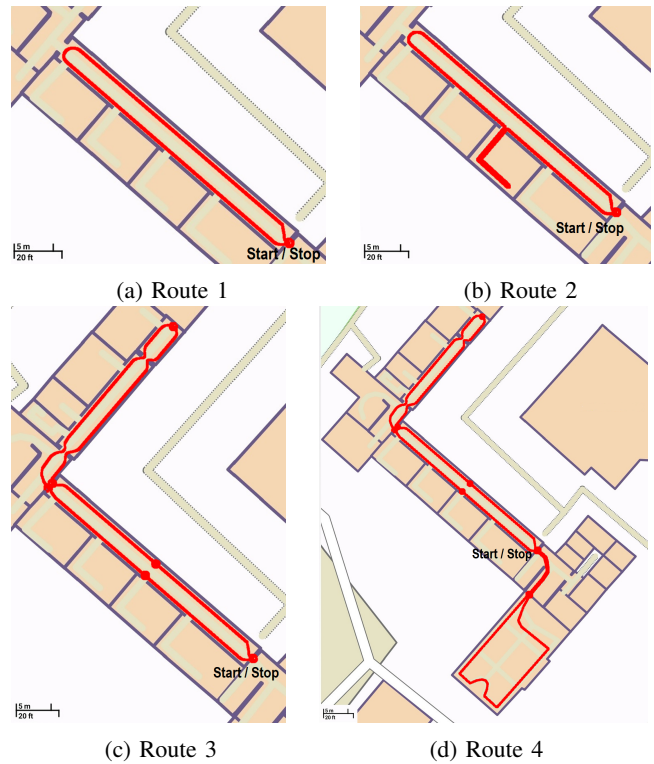 5 m
20 ft
Start / Stop
(a) Route 1
5 m
20 ft
Start / Stop
(b) Route 2
5 m
20 ft
Start / Stop
(c) Route 3
5 m
20 ft
Start / Stop
(d) Route 4